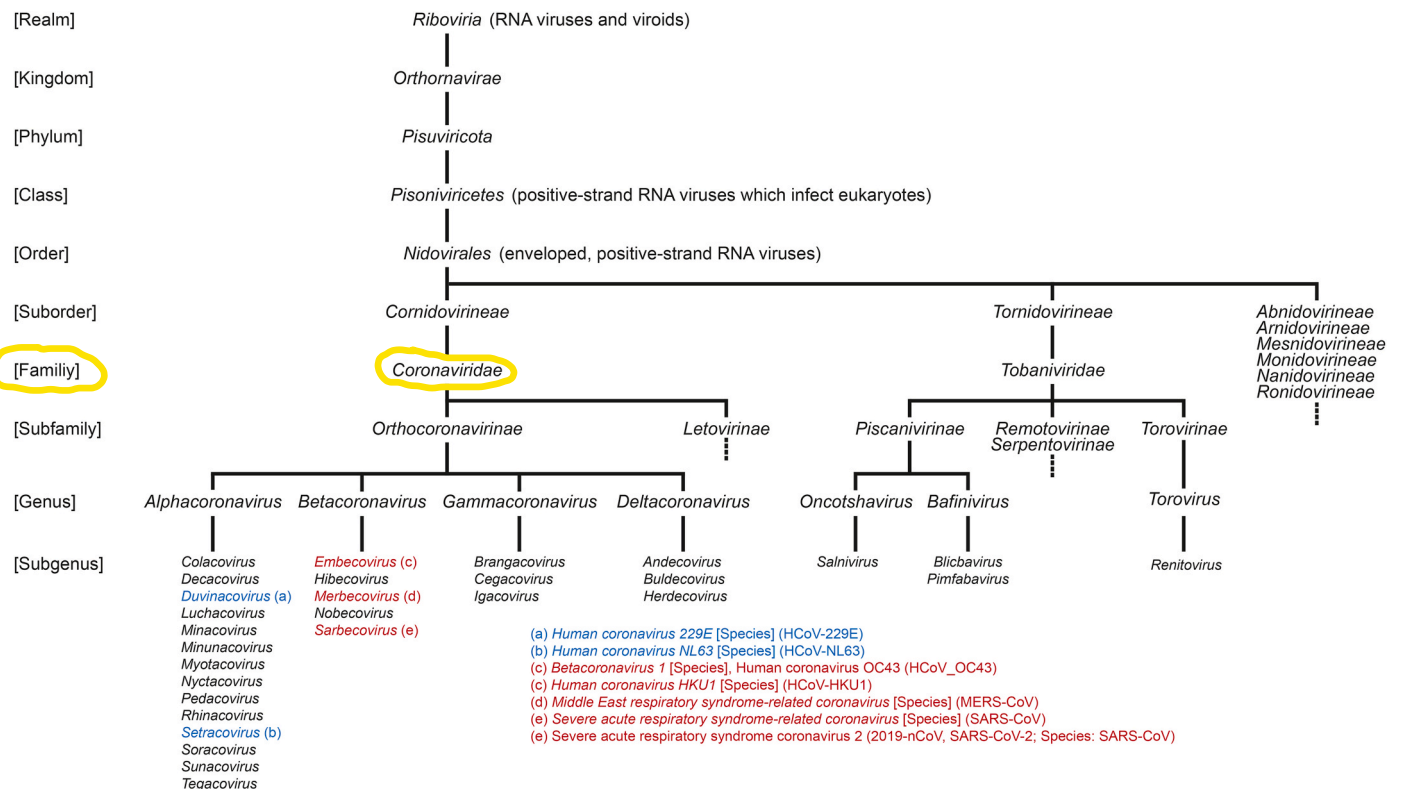 [Realm] Riboviria (RNA viruses and viroids)
[Kingdom] Orthornavirae
[Phylum] Pisuviricota
[Class] Pisoniviricetes (positive-strand RNA viruses which infect eukaryotes)
[Order] Nidovirales (enveloped, positive-strand RNA viruses)
[Suborder] Cornidovirineae Tornidovirineae Abnidovirineae
Arnidovirineae
Mesnidovirineae
Monidovirineae
Nanidovirineae
Ronidovirineae
[Familiy] Coronaviridae Tobaniviridae
[Subfamily] Orthocoronavirinae Letovirinae Piscanivirinae Remotovirinae Torovirinae
Serpentovirinae
[Genus] Alphacoronavirus Betacoronavirus Gammacoronavirus Deltacoronavirus Oncotshavirus Bafinivirus Torovirus
[Subgenus]
Colacovirus
Decacovirus
Duvinacovirus (a)
Luchacovirus
Minacovirus
Minunacovirus
Myotacovirus
Nyctacovirus
Pedacovirus
Rhinacovirus
Setracovirus (b)
Soracovirus
Sunacovirus
Tegacovirus
Embecovirus (c)
Hibecovirus
Merbecovirus (d)
Nobecovirus
Sarbecovirus (e)
Brangacovirus
Cegacovirus
Igacovirus
Andecovirus
Buldecovirus
Herdecovirus
Salnivirus
Blicbavirus
Pimfabavirus
Renitovirus
(a) Human coronavirus 229E [Species] (HCoV-229E)
(b) Human coronavirus NL63 [Species] (HCoV-NL63)
(c) Betacoronavirus 1 [Species], Human coronavirus OC43 (HCoV_OC43)
(c) Human coronavirus HKU1 [Species] (HCoV-HKU1)
(d) Middle East respiratory syndrome-related coronavirus [Species] (MERS-CoV)
(e) Severe acute respiratory syndrome-related coronavirus [Species] (SARS-CoV)
(e) Severe acute respiratory syndrome coronavirus 2 (2019-nCoV, SARS-CoV-2; Species: SARS-CoV)